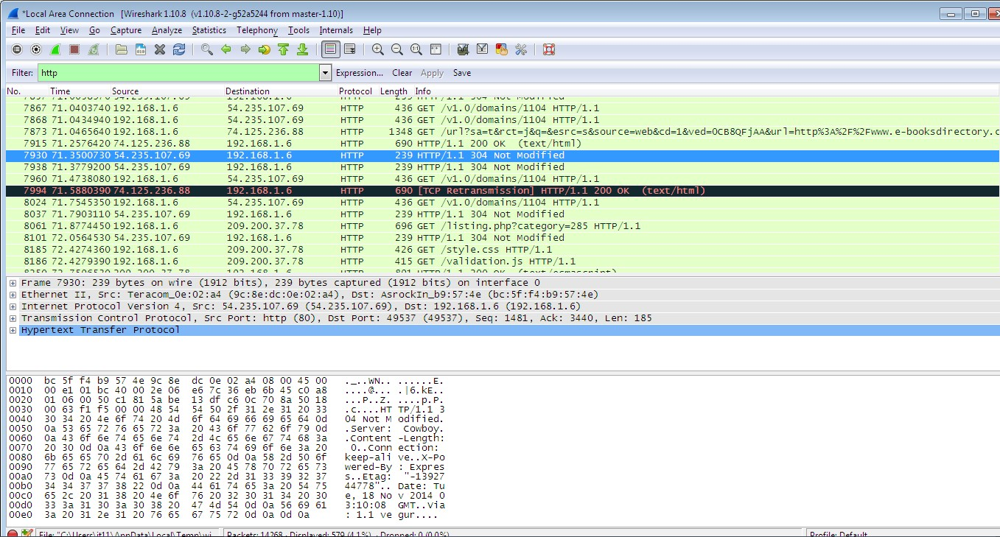 *Local Area Connection [Wireshark 1.10.8 (v1.10.8-2-g52a5244 from master-1.10)]
File Edit View Go Capture Analyze Statistics Telephony Tools Internals Help
Filter: http Expression... Clear Apply Save
No. Time Source Destination Protocol Length Info
7867 71.0403740 192.168.1.6 54.235.107.69 HTTP 436 GET /v1.0/domains/1104 HTTP/1.1
7868 71.0434940 192.168.1.6 54.235.107.69 HTTP 436 GET /v1.0/domains/1104 HTTP/1.1
7873 71.0465640 192.168.1.6 74.125.236.88 HTTP 1348 GET /url?sa=t&rct=j&q=&esrc=s&source=web&cd=1&ved=0CB8QFjAA&url=http%3A%2F%2Fwww.e-booksdirectory.c
7915 71.2576420 74.125.236.88 192.168.1.6 HTTP 690 HTTP/1.1 200 OK (text/html)
7930 71.3500730 54.235.107.69 192.168.1.6 HTTP 239 HTTP/1.1 304 Not Modified
7938 71.3779200 54.235.107.69 192.168.1.6 HTTP 239 HTTP/1.1 304 Not Modified
7960 71.4738080 192.168.1.6 54.235.107.69 HTTP 436 GET /v1.0/domains/1104 HTTP/1.1
7994 71.5880390 74.125.236.88 192.168.1.6 HTTP 690 [TCP Retransmission] HTTP/1.1 200 OK (text/html)
8024 71.7545350 192.168.1.6 54.235.107.69 HTTP 436 GET /v1.0/domains/1104 HTTP/1.1
8037 71.7903110 54.235.107.69 192.168.1.6 HTTP 239 HTTP/1.1 304 Not Modified
8061 71.8774450 192.168.1.6 209.200.37.78 HTTP 696 GET /listing.php?category=285 HTTP/1.1
8101 72.0564530 54.235.107.69 192.168.1.6 HTTP 239 HTTP/1.1 304 Not Modified
8185 72.4274360 192.168.1.6 209.200.37.78 HTTP 426 GET /style.css HTTP/1.1
8186 72.4279390 192.168.1.6 209.200.37.78 HTTP 415 GET /validation.js HTTP/1.1
Frame 7930: 239 bytes on wire (1912 bits), 239 bytes captured (1912 bits) on interface 0
Ethernet II, Src: Teracom_0e:02:a4 (9c:8e:dc:0e:02:a4), Dst: AsrockIn_b9:57:4e (bc:5f:f4:b9:57:4e)
Internet Protocol Version 4, Src: 54.235.107.69 (54.235.107.69), Dst: 192.168.1.6 (192.168.1.6)
Transmission Control Protocol, Src Port: http (80), Dst Port: 49537 (49537), Seq: 1481, Ack: 3440, Len: 185
Hypertext Transfer Protocol
0000 bc 5f f4 b9 57 4e 9c 8e dc 0e 02 a4 08 00 45 00 ._..WN.. ......E.
0010 00 e1 01 bc 40 00 2e 06 e6 7c 36 eb 6b 45 c0 a8 ....@... .|6.kE..
0020 01 06 00 50 c1 81 5a be 13 df c6 0c 70 8a 50 18 ...P..Z. ....p.P.
0030 00 63 f1 f5 00 00 48 54 54 50 2f 31 2e 31 20 33 .c....HT TP/1.1 3
0040 30 34 20 4e 6f 74 20 4d 6f 64 69 66 69 65 64 0d 04 Not M odified.
0050 0a 53 65 72 76 65 72 3a 20 43 6f 77 62 6f 79 0d .Server: Cowboy.
0060 0a 43 6f 6e 74 65 6e 74 2d 4c 65 6e 67 74 68 3a .Content -Length:
0070 20 30 0d 0a 43 6f 6e 6e 65 63 74 69 6f 6e 3a 20 0..Conn ection:
0080 6b 65 65 70 2d 61 6c 69 76 65 0d 0a 58 2d 50 6f keep-ali ve..X-Po
0090 77 65 72 65 64 2d 42 79 3a 20 45 78 70 72 65 73 wered-By : Expres
00a0 73 0d 0a 45 74 61 67 3a 20 22 2d 31 33 39 32 37 s..Etag: "-13927
00b0 34 34 37 37 38 22 0d 0a 44 61 74 65 3a 20 54 75 44778".. Date: Tu
00c0 65 2c 20 31 38 20 4e 6f 76 20 32 30 31 34 20 30 e, 18 No v 2014 0
00d0 33 3a 31 30 3a 30 38 20 47 4d 54 0d 0a 56 69 61 3:10:08 GMT..Via
00e0 3a 20 31 2e 31 20 76 65 67 75 72 0d 0a 0d 0a : 1.1 ve gur....
File: "C:\Users\it11\AppData\Local\Temp\wi... Packets: 14268 · Displayed: 579 (4.1%) · Dropped: 0 (0.0%) Profile: Default